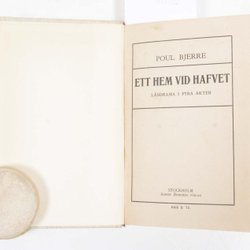 POUL BJERRE
ETT HEM VID HAFVET
LÄSDRAMA I FYRA AKTER
STOCKHOLM